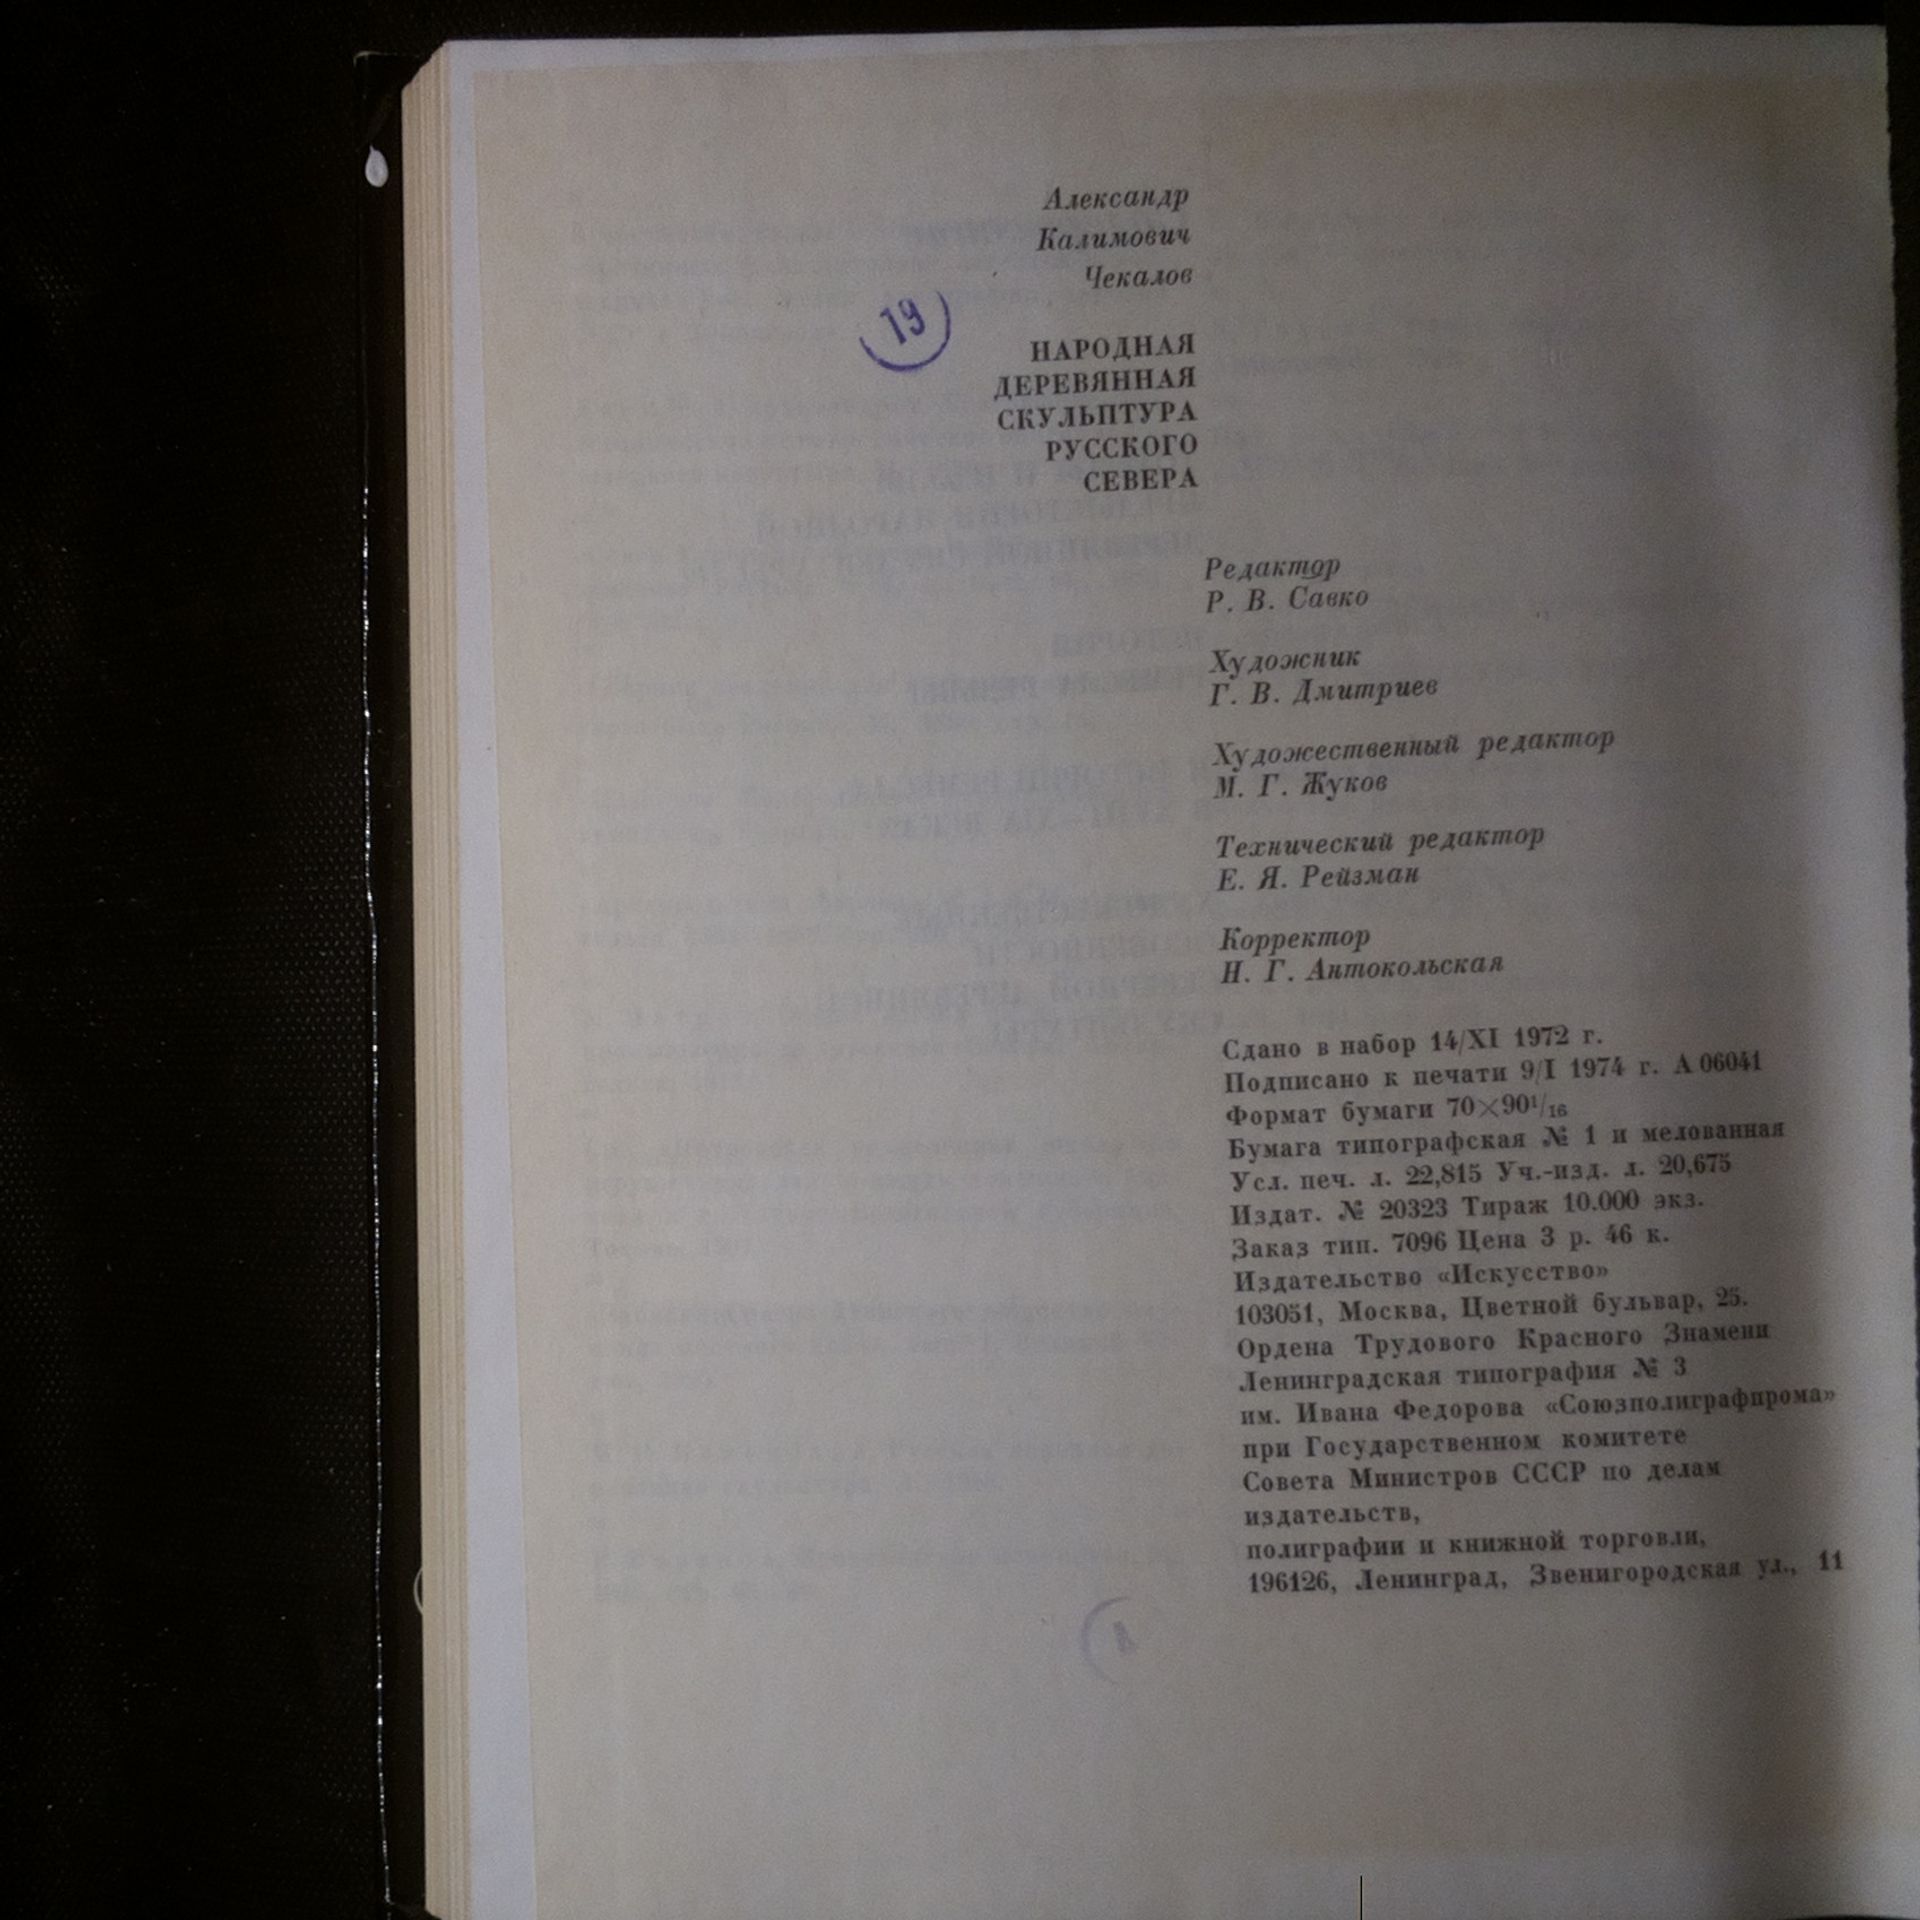 Александр
Калимович
Чекалов
19
НАРОДНАЯ
ДЕРЕВЯННАЯ
СКУЛЬПТУРА
РУССКОГО
СЕВЕРА
Редактор
Р. В. Савко
Художник
Г. В. Дмитриев
Художественный редактор
М. Г. Жуков
Технический редактор
Е. Я. Рейзман
Корректор
Н. Г. Антокольская
Сдано в набор 14/XI 1972 г.
Подписано к печати 9/I 1974 г. А 06041
Формат бумаги 70×90¹/₁₆
Бумага типографская № 1 и мелованная
Усл. печ. л. 22,815 Уч.-изд. л. 20,675
Издат. № 20323 Тираж 10.000 экз.
Заказ тип. 7096 Цена 3 р. 46 к.
Издательство «Искусство»
103051, Москва, Цветной бульвар, 25.
Ордена Трудового Красного Знамени
Ленинградская типография № 3
им. Ивана Федорова «Союзполиграфпрома»
при Государственном комитете
Совета Министров СССР по делам
издательств,
полиграфии и книжной торговли,
196126, Ленинград, Звенигородская ул., 11